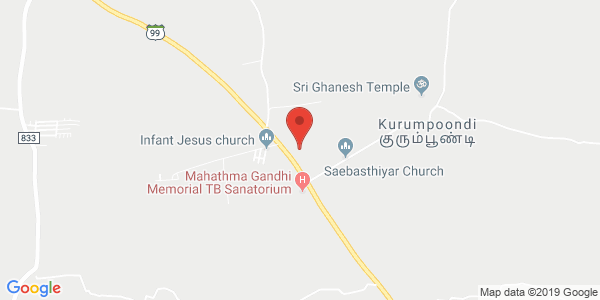 99
Sri Ghanesh Temple
833
Infant Jesus church
Kurumpoondi
குரும்பூண்டி
Saebasthiyar Church
Mahathma Gandhi
Memorial TB Sanatorium
H
Google
Map data ©2019 Google